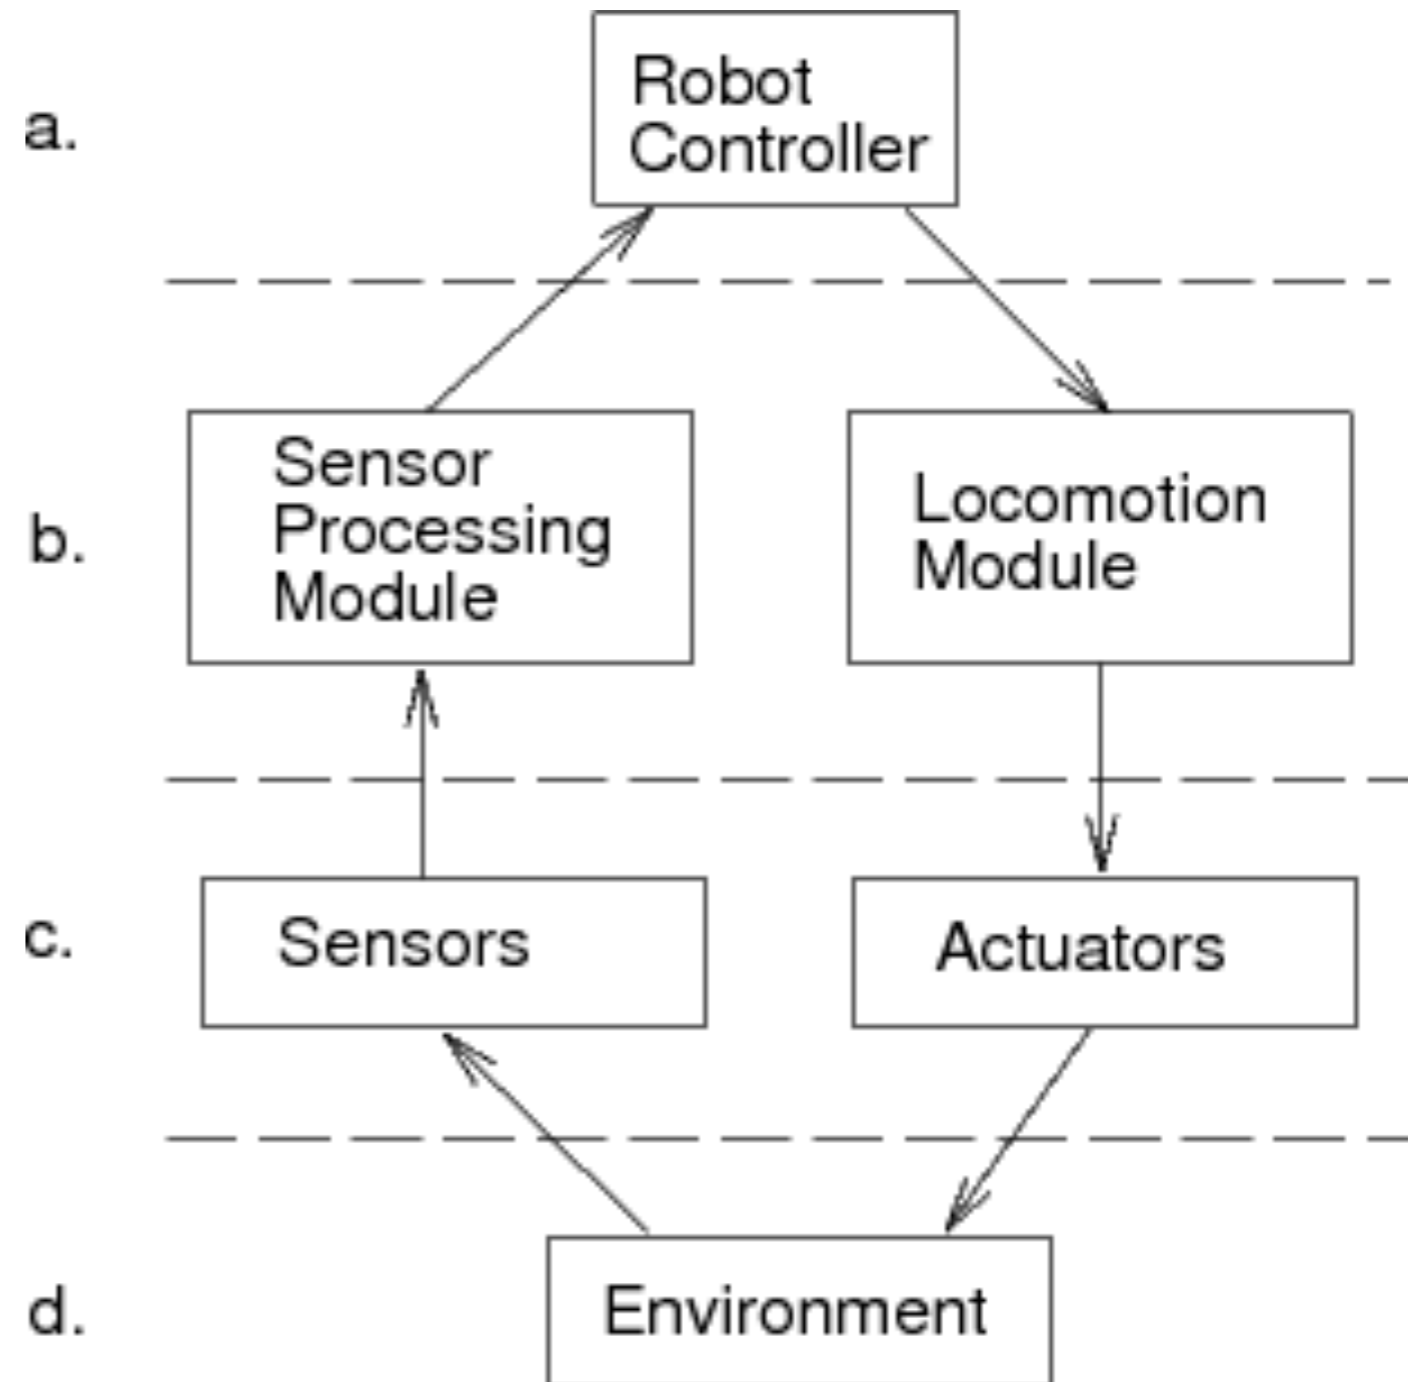 a.
Robot
Controller
b.
Sensor
Processing
Module
Locomotion
Module
c.
Sensors
Actuators
d.
Environment